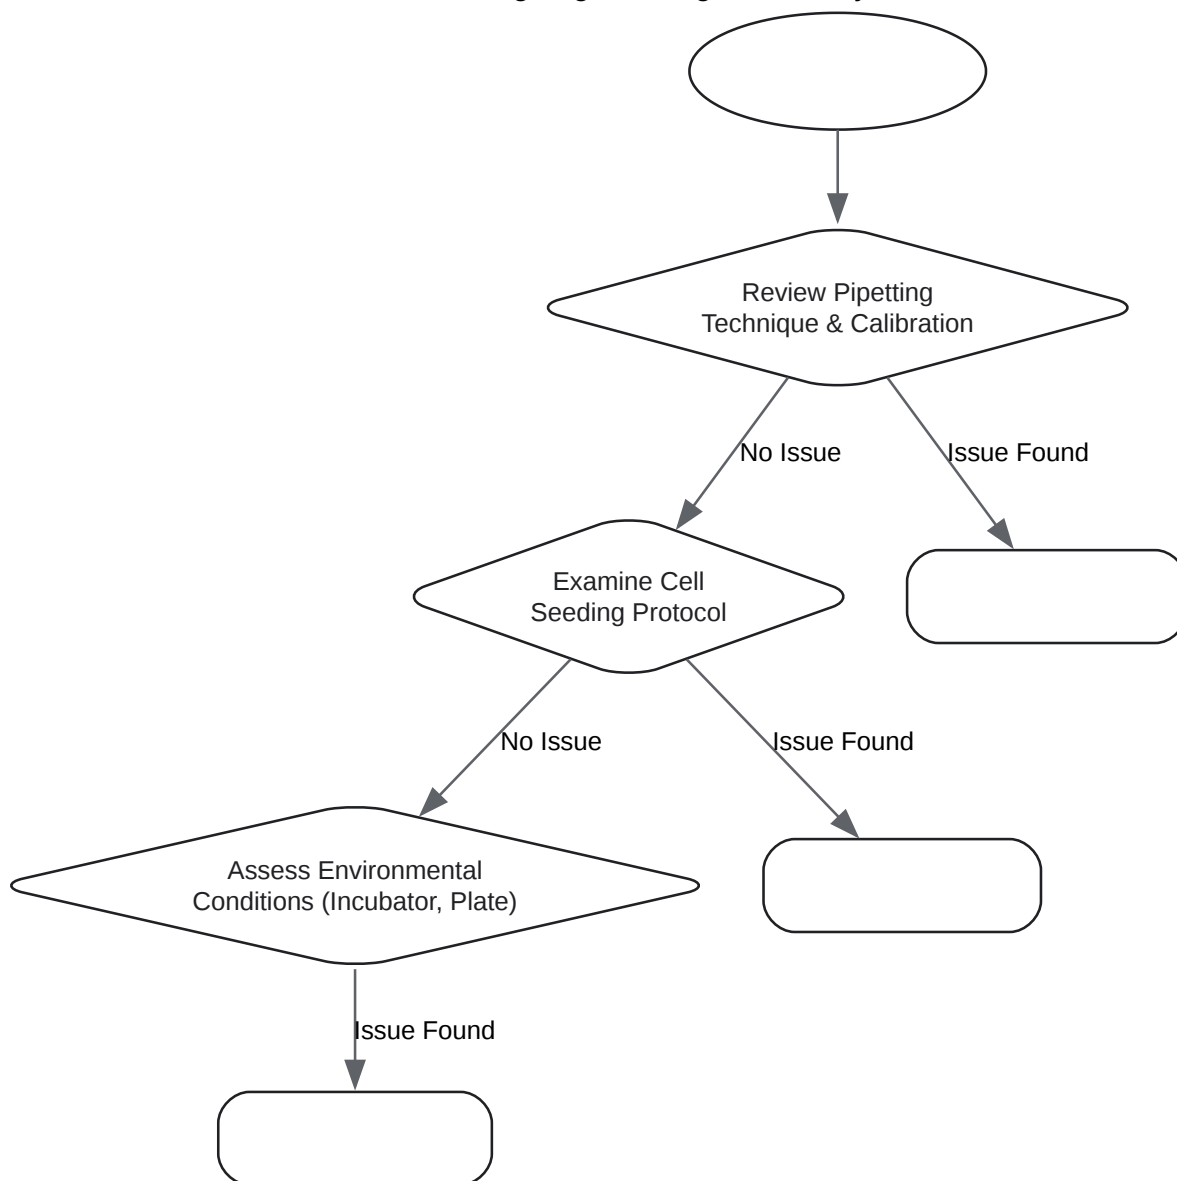 Review Pipetting
Technique & Calibration
No Issue
Issue Found
Examine Cell
Seeding Protocol
No Issue
Issue Found
Assess Environmental
Conditions (Incubator, Plate)
Issue Found